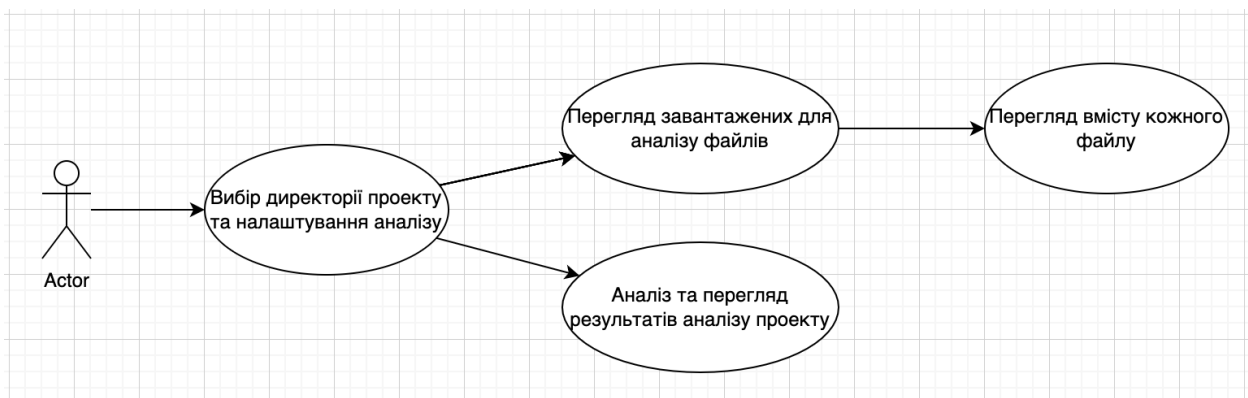 Actor
Вибір директорії проекту
та налаштування аналізу
Перегляд завантажених для
аналізу файлів
Аналіз та перегляд
результатів аналізу проекту
Перегляд вмісту кожного
файлу